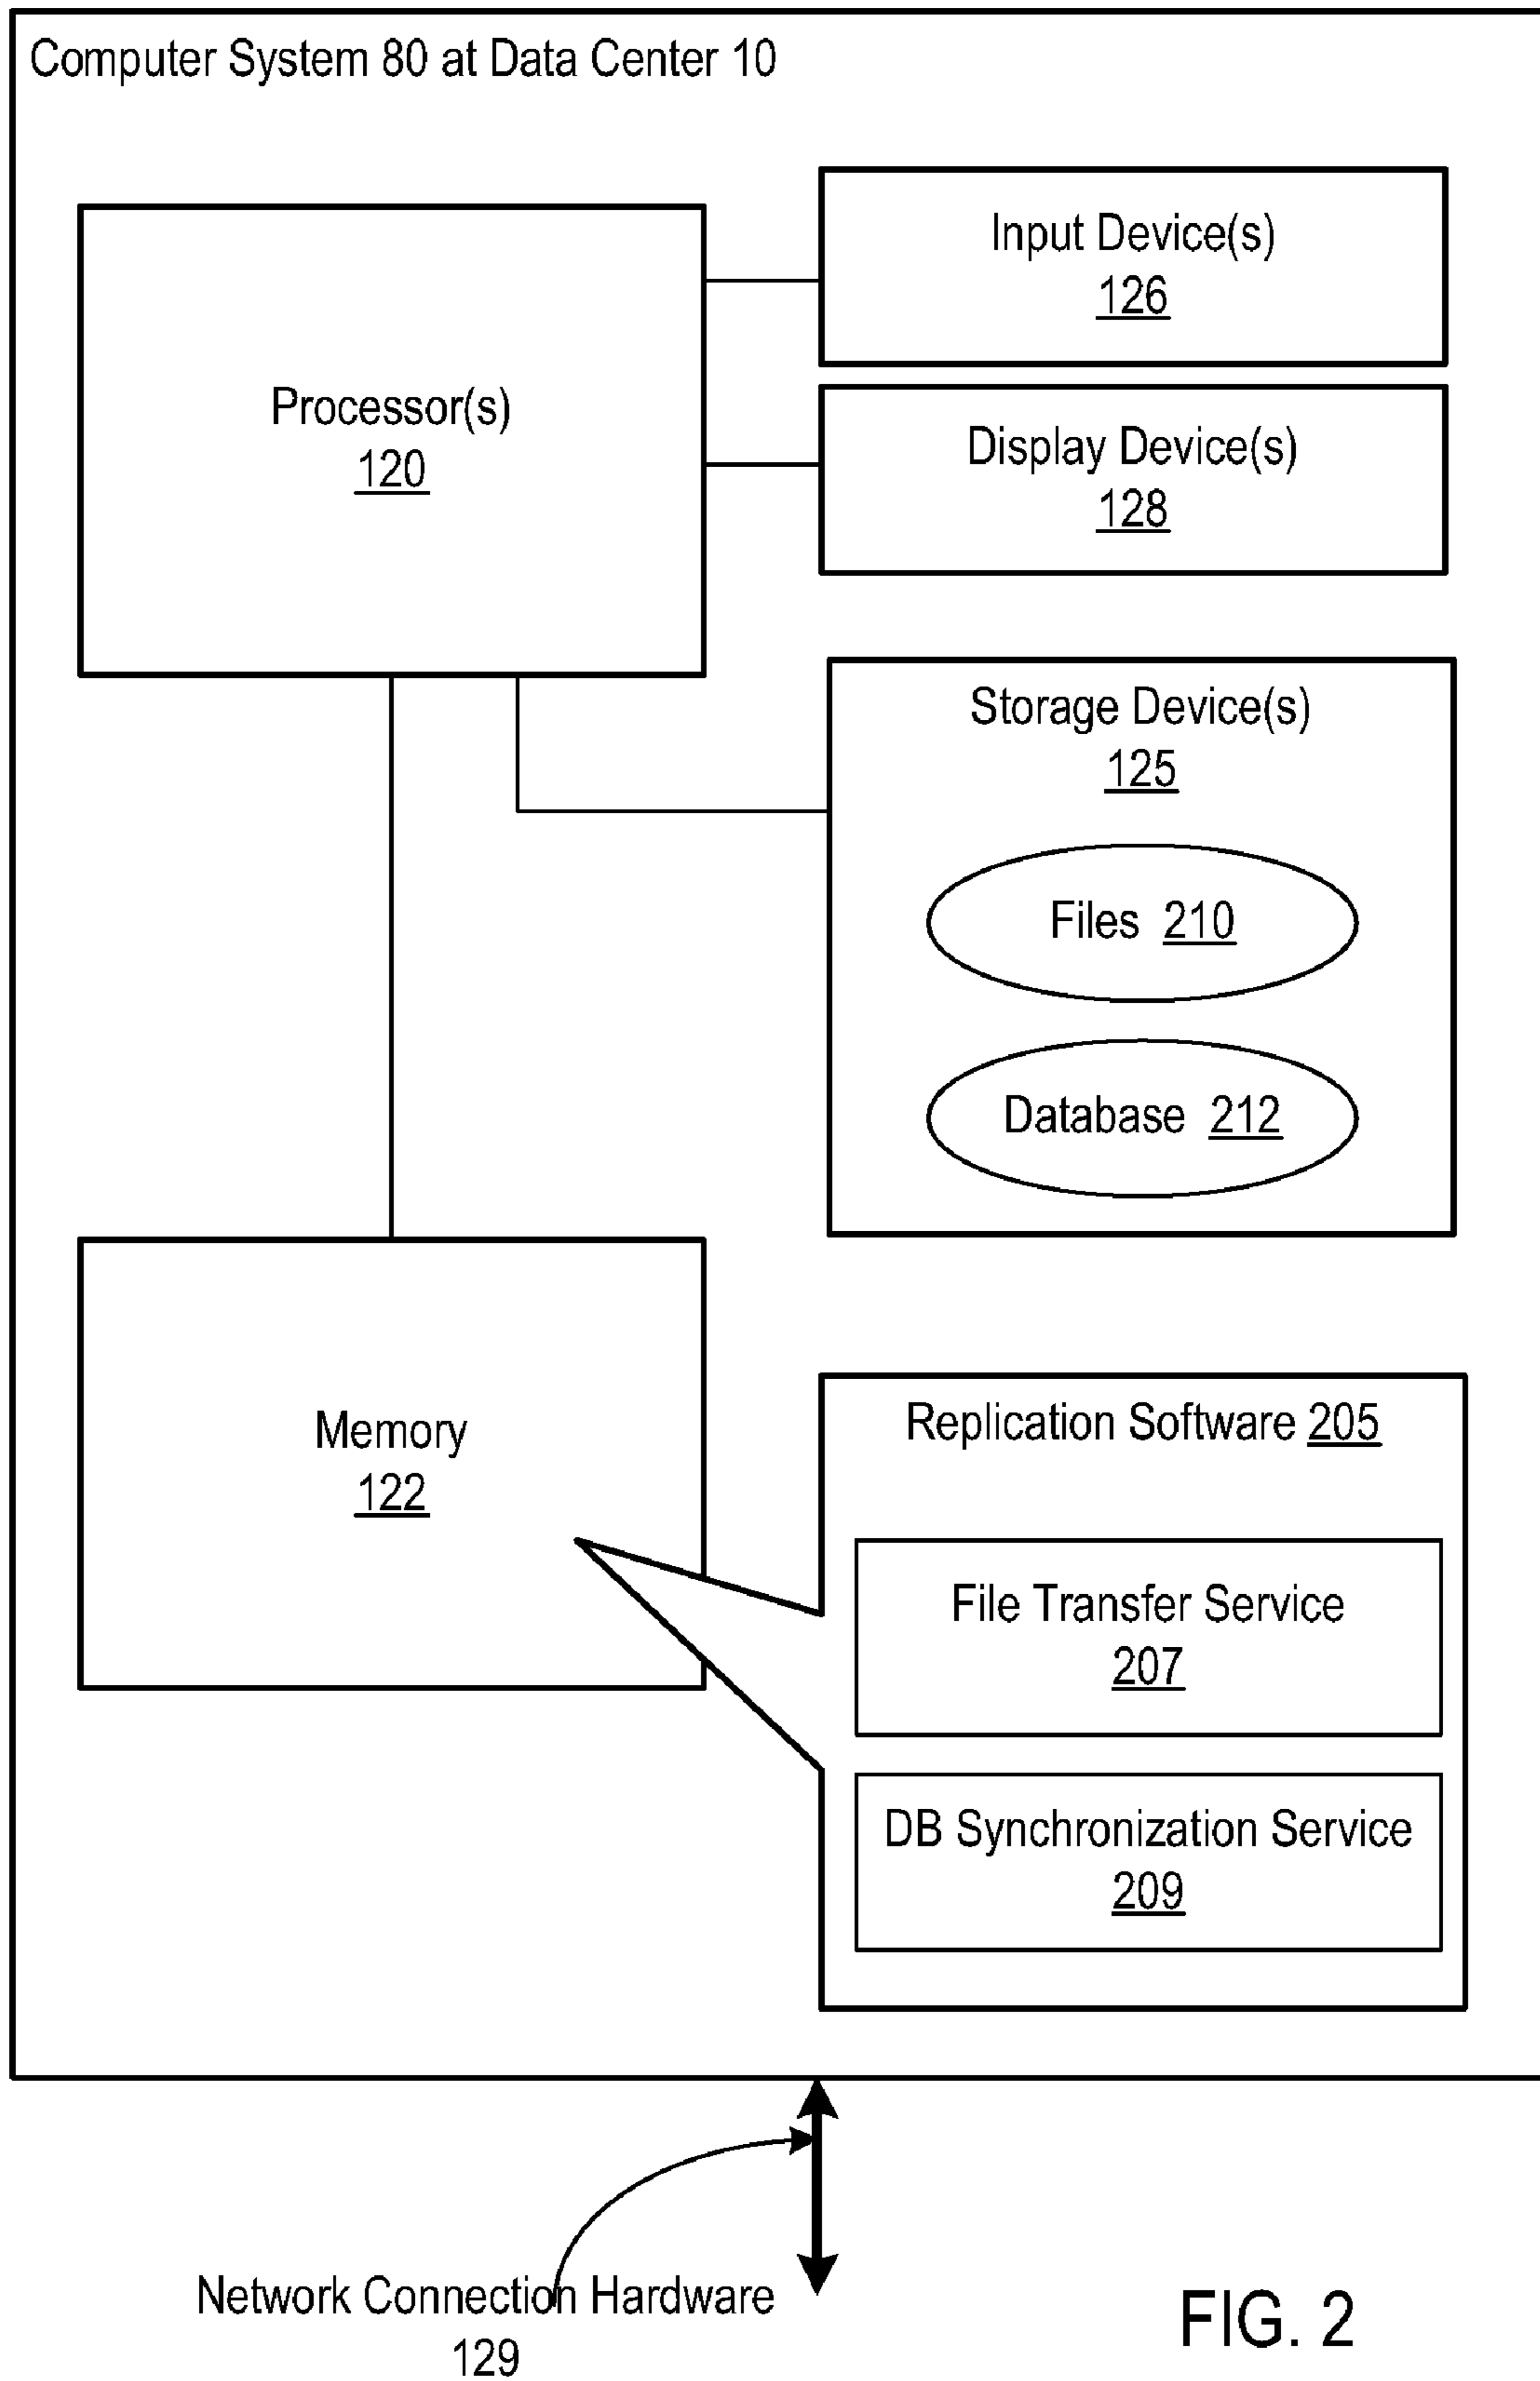 Computer System 80 at Data Center 10
Processor(s)
120
Input Device(s)
126
Display Device(s)
128
Storage Device(s)
125
Files 210
Database 212
Memory
122
Replication Software 205
File Transfer Service
207
DB Synchronization Service
209
Network Connection Hardware
129
FIG. 2